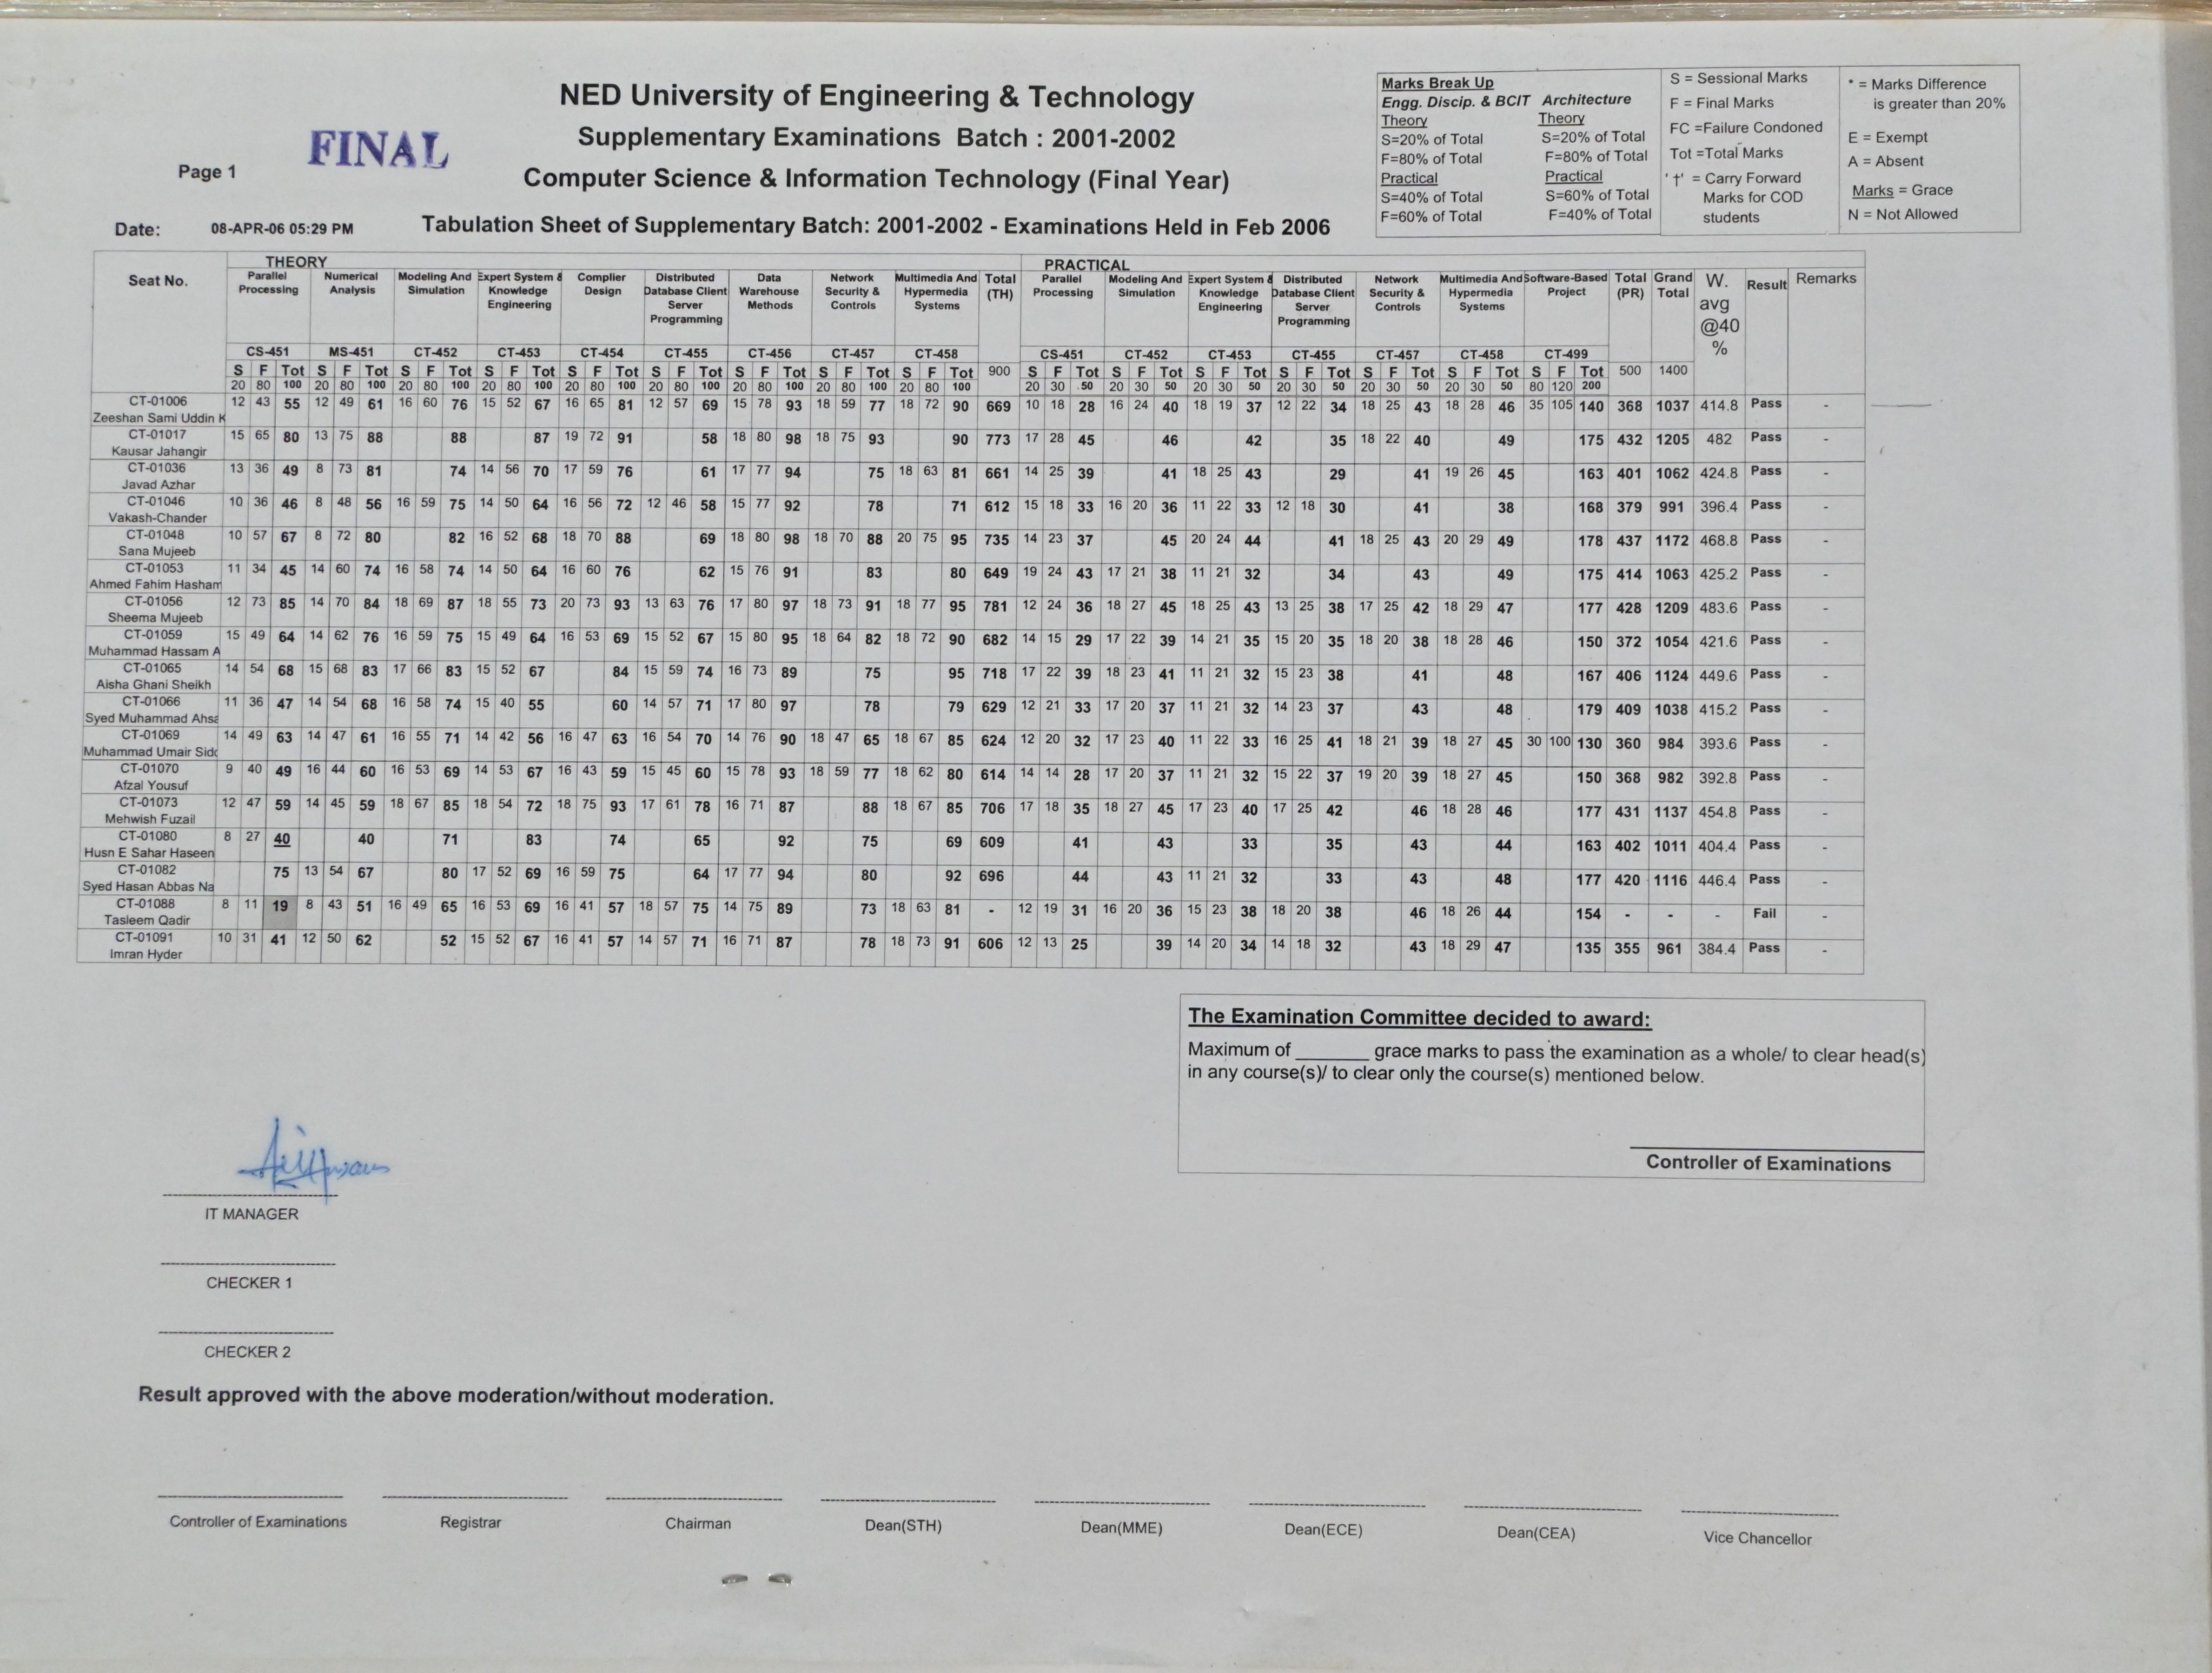 NED University of Engineering & Technology
Supplementary Examinations Batch : 2001-2002
Computer Science & Information Technology (Final Year)
Tabulation Sheet of Supplementary Batch: 2001-2002 - Examinations Held in Feb 2006
FINAL
Page 1
Date: 08-APR-06 05:29 PM
Marks Break Up
Engg. Discip. & BCIT Architecture
Theory Theory
S=20% of Total S=20% of Total
F=80% of Total F=80% of Total
Practical Practical
S=40% of Total S=60% of Total
F=60% of Total F=40% of Total
S = Sessional Marks
F = Final Marks
FC =Failure Condoned
Tot =Total Marks
' †' = Carry Forward
Marks for COD
students
* = Marks Difference
is greater than 20%
E = Exempt
A = Absent
Marks = Grace
N = Not Allowed
THEORY PRACTICAL
Seat No. Parallel Processing Numerical Analysis Modeling And Simulation Expert System & Knowledge Engineering Complier Design Distributed Database Client Server Programming Data Warehouse Methods Network Security & Controls Multimedia And Hypermedia Systems Total (TH) Parallel Processing Modeling And Simulation Expert System & Knowledge Engineering Distributed Database Client Server Programming Network Security & Controls Multimedia And Hypermedia Systems Software-Based Project Total (PR) Grand Total W. avg @40 % Result Remarks
CS-451 MS-451 CT-452 CT-453 CT-454 CT-455 CT-456 CT-457 CT-458 CS-451 CT-452 CT-453 CT-455 CT-457 CT-458 CT-499
S F Tot S F Tot S F Tot S F Tot S F Tot S F Tot S F Tot S F Tot S F Tot 900 S F Tot S F Tot S F Tot S F Tot S F Tot S F Tot S F Tot 500 1400
20 80 100 20 80 100 20 80 100 20 80 100 20 80 100 20 80 100 20 80 100 20 80 100 20 80 100 20 30 50 20 30 50 20 30 50 20 30 50 20 30 50 20 30 50 80 120 200
CT-01006 12 43 55 12 49 61 16 60 76 15 52 67 16 65 81 12 57 69 15 78 93 18 59 77 18 72 90 669 10 18 28 16 24 40 18 19 37 12 22 34 18 25 43 18 28 46 35 105 140 368 1037 414.8 Pass -
Zeeshan Sami Uddin K
CT-01017 15 65 80 13 75 88 88 87 19 72 91 58 18 80 98 18 75 93 90 773 17 28 45 46 42 35 18 22 40 49 175 432 1205 482 Pass -
Kausar Jahangir
CT-01036 13 36 49 8 73 81 74 14 56 70 17 59 76 61 17 77 94 75 18 63 81 661 14 25 39 41 18 25 43 29 41 19 26 45 163 401 1062 424.8 Pass -
Javad Azhar
CT-01046 10 36 46 8 48 56 16 59 75 14 50 64 16 56 72 12 46 58 15 77 92 78 71 612 15 18 33 16 20 36 11 22 33 12 18 30 41 38 168 379 991 396.4 Pass -
Vakash-Chander
CT-01048 10 57 67 8 72 80 82 16 52 68 18 70 88 69 18 80 98 18 70 88 20 75 95 735 14 23 37 45 20 24 44 41 18 25 43 20 29 49 178 437 1172 468.8 Pass -
Sana Mujeeb
CT-01053 11 34 45 14 60 74 16 58 74 14 50 64 16 60 76 62 15 76 91 83 80 649 19 24 43 17 21 38 11 21 32 34 43 49 175 414 1063 425.2 Pass -
Ahmed Fahim Hasham
CT-01056 12 73 85 14 70 84 18 69 87 18 55 73 20 73 93 13 63 76 17 80 97 18 73 91 18 77 95 781 12 24 36 18 27 45 18 25 43 13 25 38 17 25 42 18 29 47 177 428 1209 483.6 Pass -
Sheema Mujeeb
CT-01059 15 49 64 14 62 76 16 59 75 15 49 64 16 53 69 15 52 67 15 80 95 18 64 82 18 72 90 682 14 15 29 17 22 39 14 21 35 15 20 35 18 20 38 18 28 46 150 372 1054 421.6 Pass -
Muhammad Hassam A
CT-01065 14 54 68 15 68 83 17 66 83 15 52 67 84 15 59 74 16 73 89 75 95 718 17 22 39 18 23 41 11 21 32 15 23 38 41 48 167 406 1124 449.6 Pass -
Aisha Ghani Sheikh
CT-01066 11 36 47 14 54 68 16 58 74 15 40 55 60 14 57 71 17 80 97 78 79 629 12 21 33 17 20 37 11 21 32 14 23 37 43 48 179 409 1038 415.2 Pass -
Syed Muhammad Ahsa
CT-01069 14 49 63 14 47 61 16 55 71 14 42 56 16 47 63 16 54 70 14 76 90 18 47 65 18 67 85 624 12 20 32 17 23 40 11 22 33 16 25 41 18 21 39 18 27 45 30 100 130 360 984 393.6 Pass -
Muhammad Umair Sidd
CT-01070 9 40 49 16 44 60 16 53 69 14 53 67 16 43 59 15 45 60 15 78 93 18 59 77 18 62 80 614 14 14 28 17 20 37 11 21 32 15 22 37 19 20 39 18 27 45 150 368 982 392.8 Pass -
Afzal Yousuf
CT-01073 12 47 59 14 45 59 18 67 85 18 54 72 18 75 93 17 61 78 16 71 87 88 18 67 85 706 17 18 35 18 27 45 17 23 40 17 25 42 46 18 28 46 177 431 1137 454.8 Pass -
Mehwish Fuzail
CT-01080 8 27 40 40 71 83 74 65 92 75 69 609 41 43 33 35 43 44 163 402 1011 404.4 Pass -
Husn E Sahar Haseen
CT-01082 75 13 54 67 80 17 52 69 16 59 75 64 17 77 94 80 92 696 44 43 11 21 32 33 43 48 177 420 1116 446.4 Pass -
Syed Hasan Abbas Na
CT-01088 8 11 19 8 43 51 16 49 65 16 53 69 16 41 57 18 57 75 14 75 89 73 18 63 81 - 12 19 31 16 20 36 15 23 38 18 20 38 46 18 26 44 154 - - - Fail -
Tasleem Qadir
CT-01091 10 31 41 12 50 62 52 15 52 67 16 41 57 14 57 71 16 71 87 78 18 73 91 606 12 13 25 39 14 20 34 14 18 32 43 18 29 47 135 355 961 384.4 Pass -
Imran Hyder
The Examination Committee decided to award:
Maximum of ________ grace marks to pass the examination as a whole/ to clear head(s)
in any course(s)/ to clear only the course(s) mentioned below.
Controller of Examinations
IT MANAGER
CHECKER 1
CHECKER 2
Result approved with the above moderation/without moderation.
Controller of Examinations Registrar Chairman Dean(STH) Dean(MME) Dean(ECE) Dean(CEA) Vice Chancellor